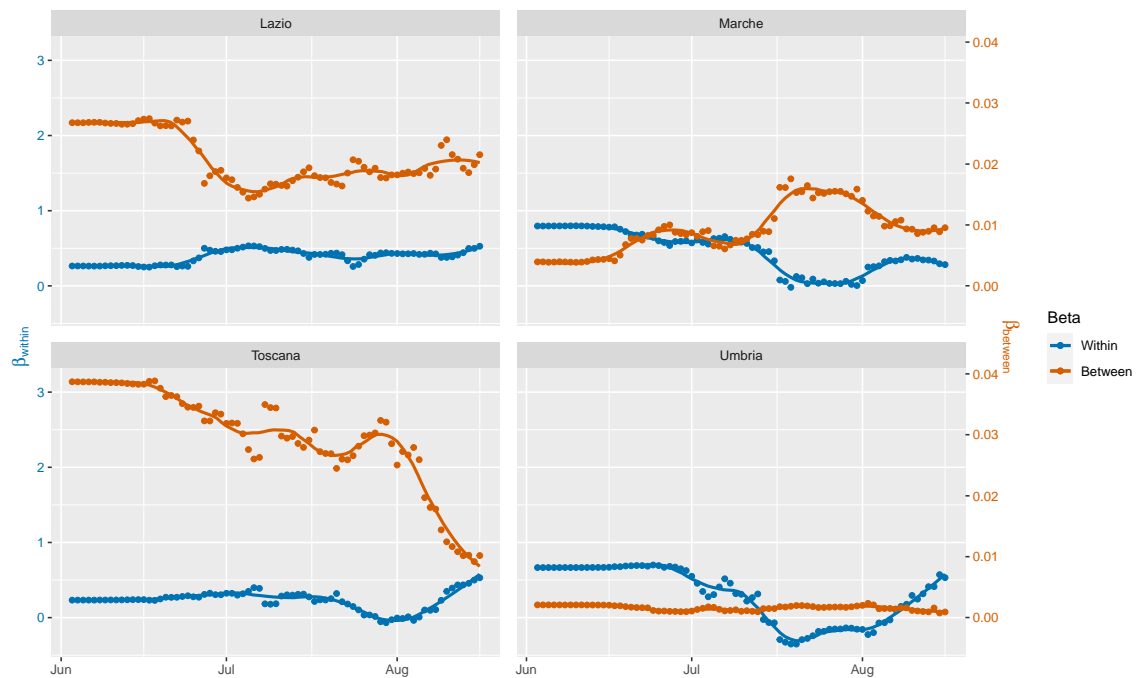 Lazio
Marche
3
2
1
0
0.04
0.03
0.02
0.01
0.00
βwithin
βbetween
Beta
Within
Between
Toscana
Umbria
3
2
1
0
0.04
0.03
0.02
0.01
0.00
Jun
Jul
Aug
Jun
Jul
Aug